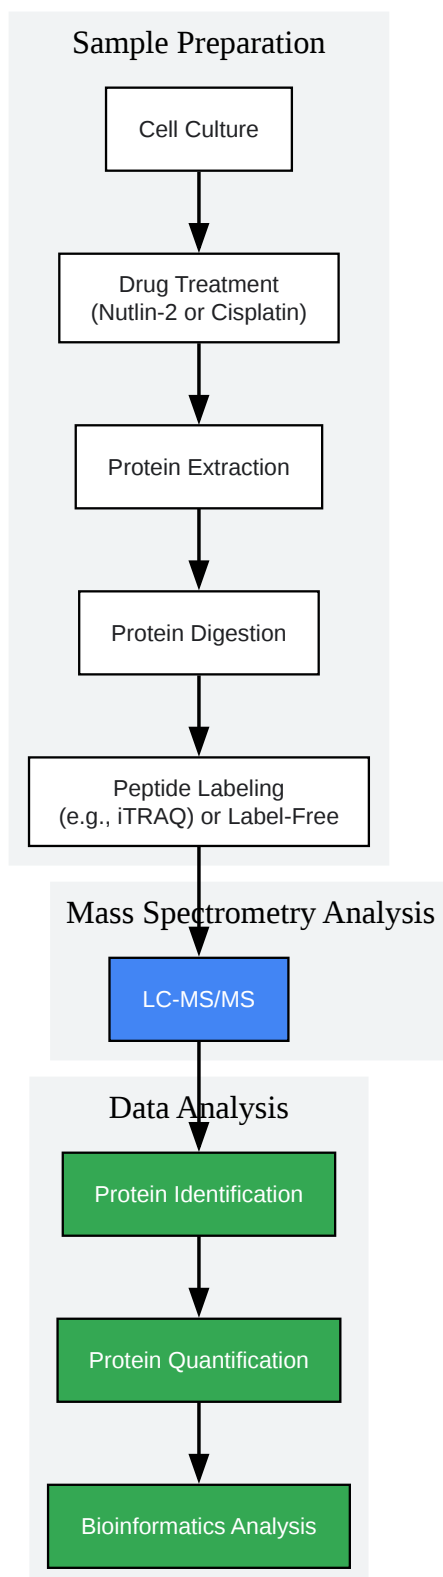 Sample Preparation
Cell Culture
Drug Treatment
(Nutlin-2 or Cisplatin)
Protein Extraction
Protein Digestion
Peptide Labeling
(e.g., iTRAQ) or Label-Free
Mass Spectrometry Analysis
LC-MS/MS
Data Analysis
Protein Identification
Protein Quantification
Bioinformatics Analysis